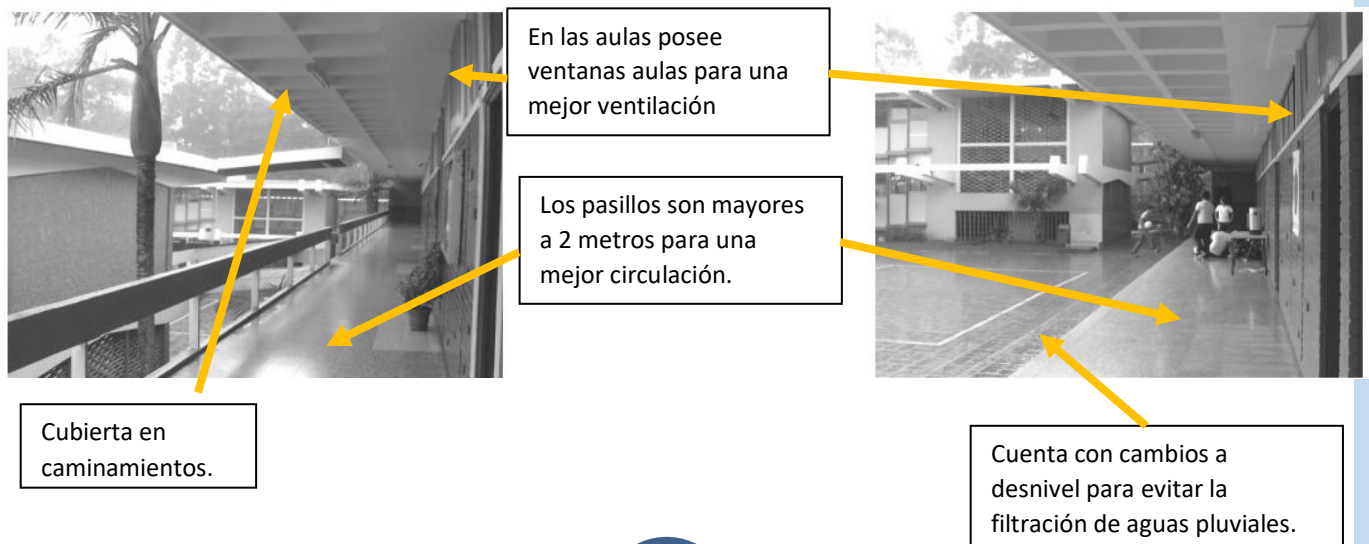 En las aulas posee
ventanas aulas para una
mejor ventilación
Los pasillos son mayores
a 2 metros para una
mejor circulación.
Cubierta en
caminamientos.
Cuenta con cambios a
desnivel para evitar la
filtración de aguas pluviales.